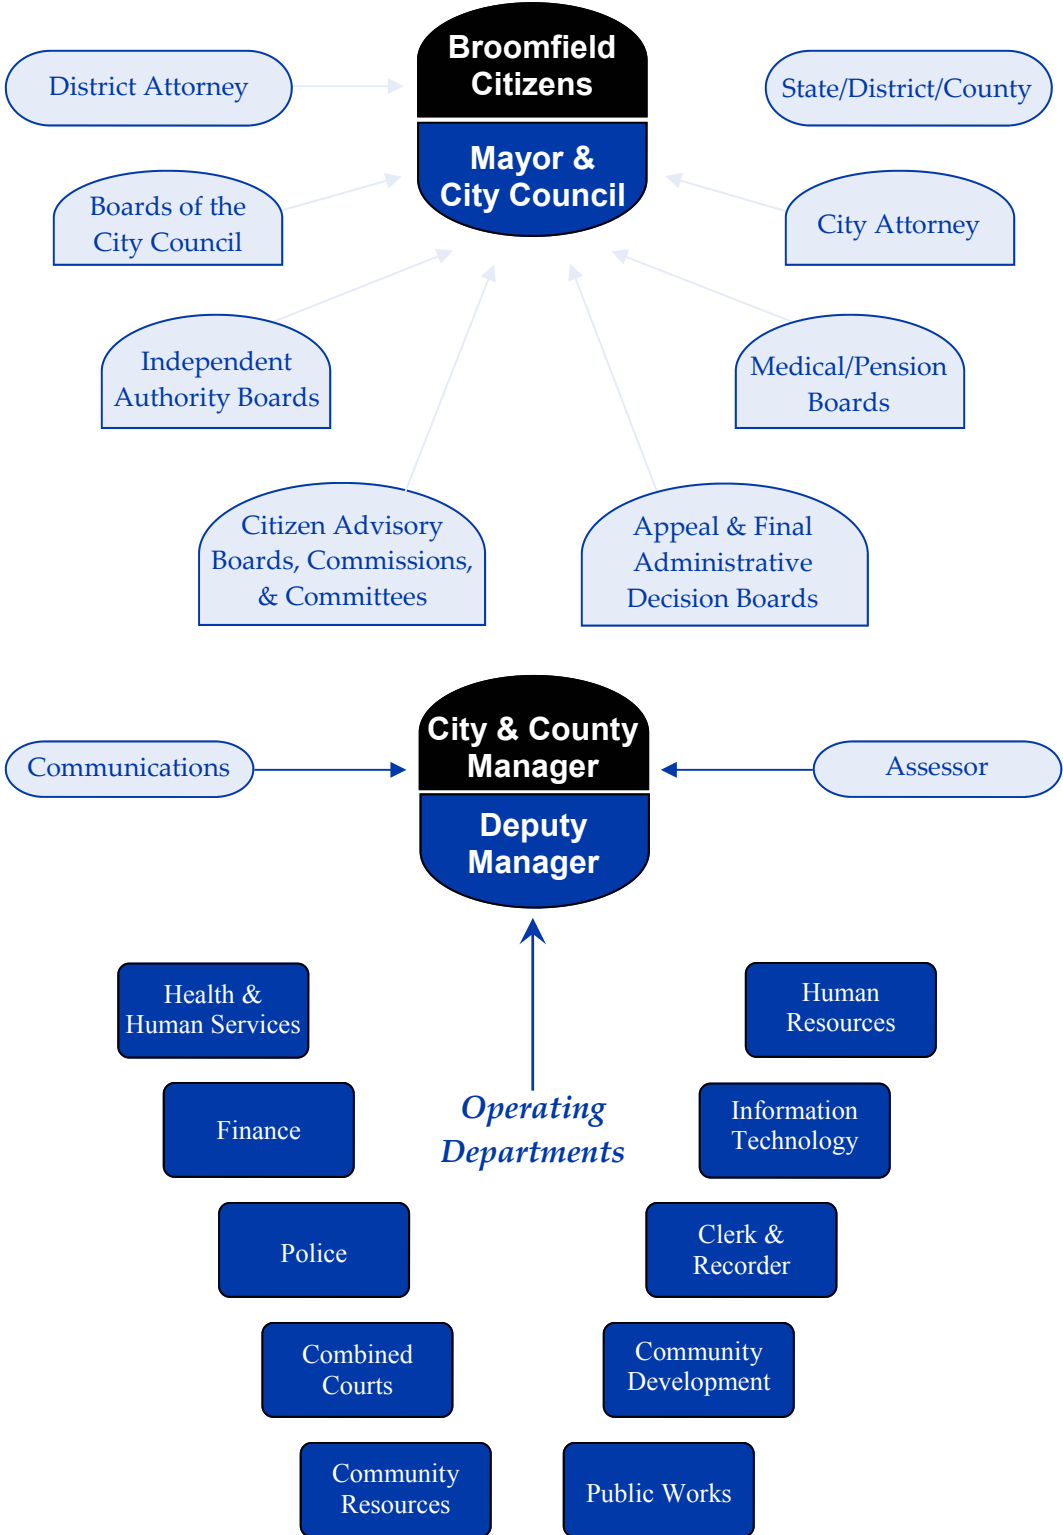 Broomfield
Citizens
District Attorney
State/District/County
Mayor &
City Council
Boards of the
City Council
City Attorney
Independent
Authority Boards
Medical/Pension
Boards
Citizen Advisory
Boards, Commissions,
& Committees
Appeal & Final
Administrative
Decision Boards
City & County
Manager
Communications
Assessor
Deputy
Manager
Health &
Human Services
Human
Resources
Operating
Departments
Finance
Information
Technology
Police
Clerk &
Recorder
Combined
Courts
Community
Development
Community
Resources
Public Works